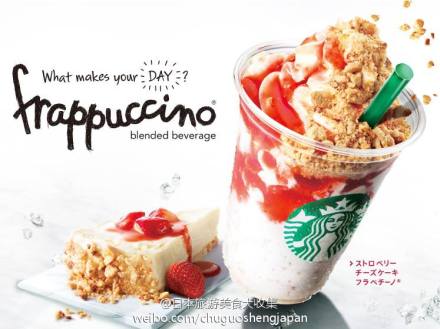 What makes your DAY?
frappuccino®
blended beverage
STARBUCKS
> ストロベリー
チーズケーキ
フラペチーノ®
@日本旅游美食大收集
weibo.com/chuguoshengjapan